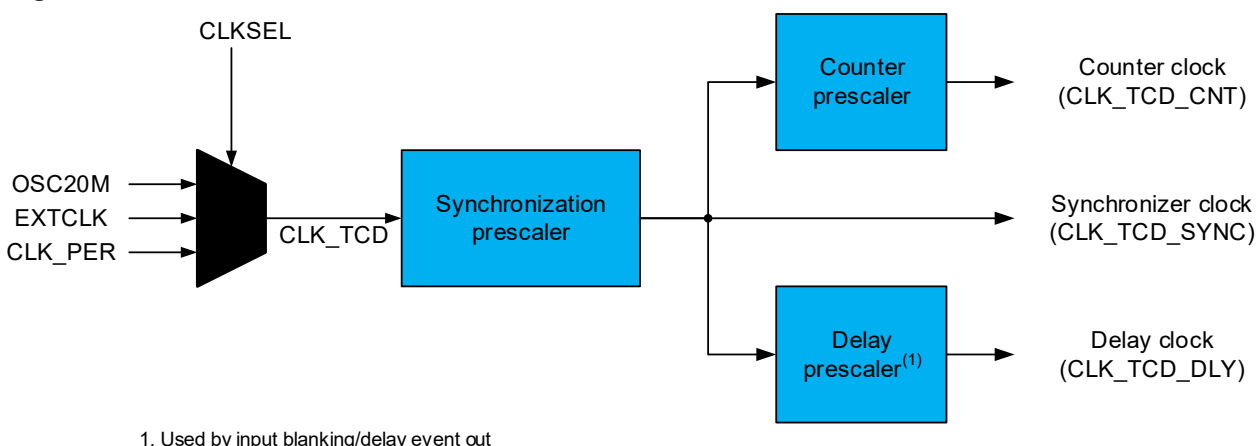 CLKSEL
OSC20M
EXTCLK
CLK_PER
CLK_TCD
Synchronization
prescaler
Counter
prescaler
Counter clock
(CLK_TCD_CNT)
Synchronizer clock
(CLK_TCD_SYNC)
Delay
prescaler(1)
Delay clock
(CLK_TCD_DLY)
1. Used by input blanking/delay event out